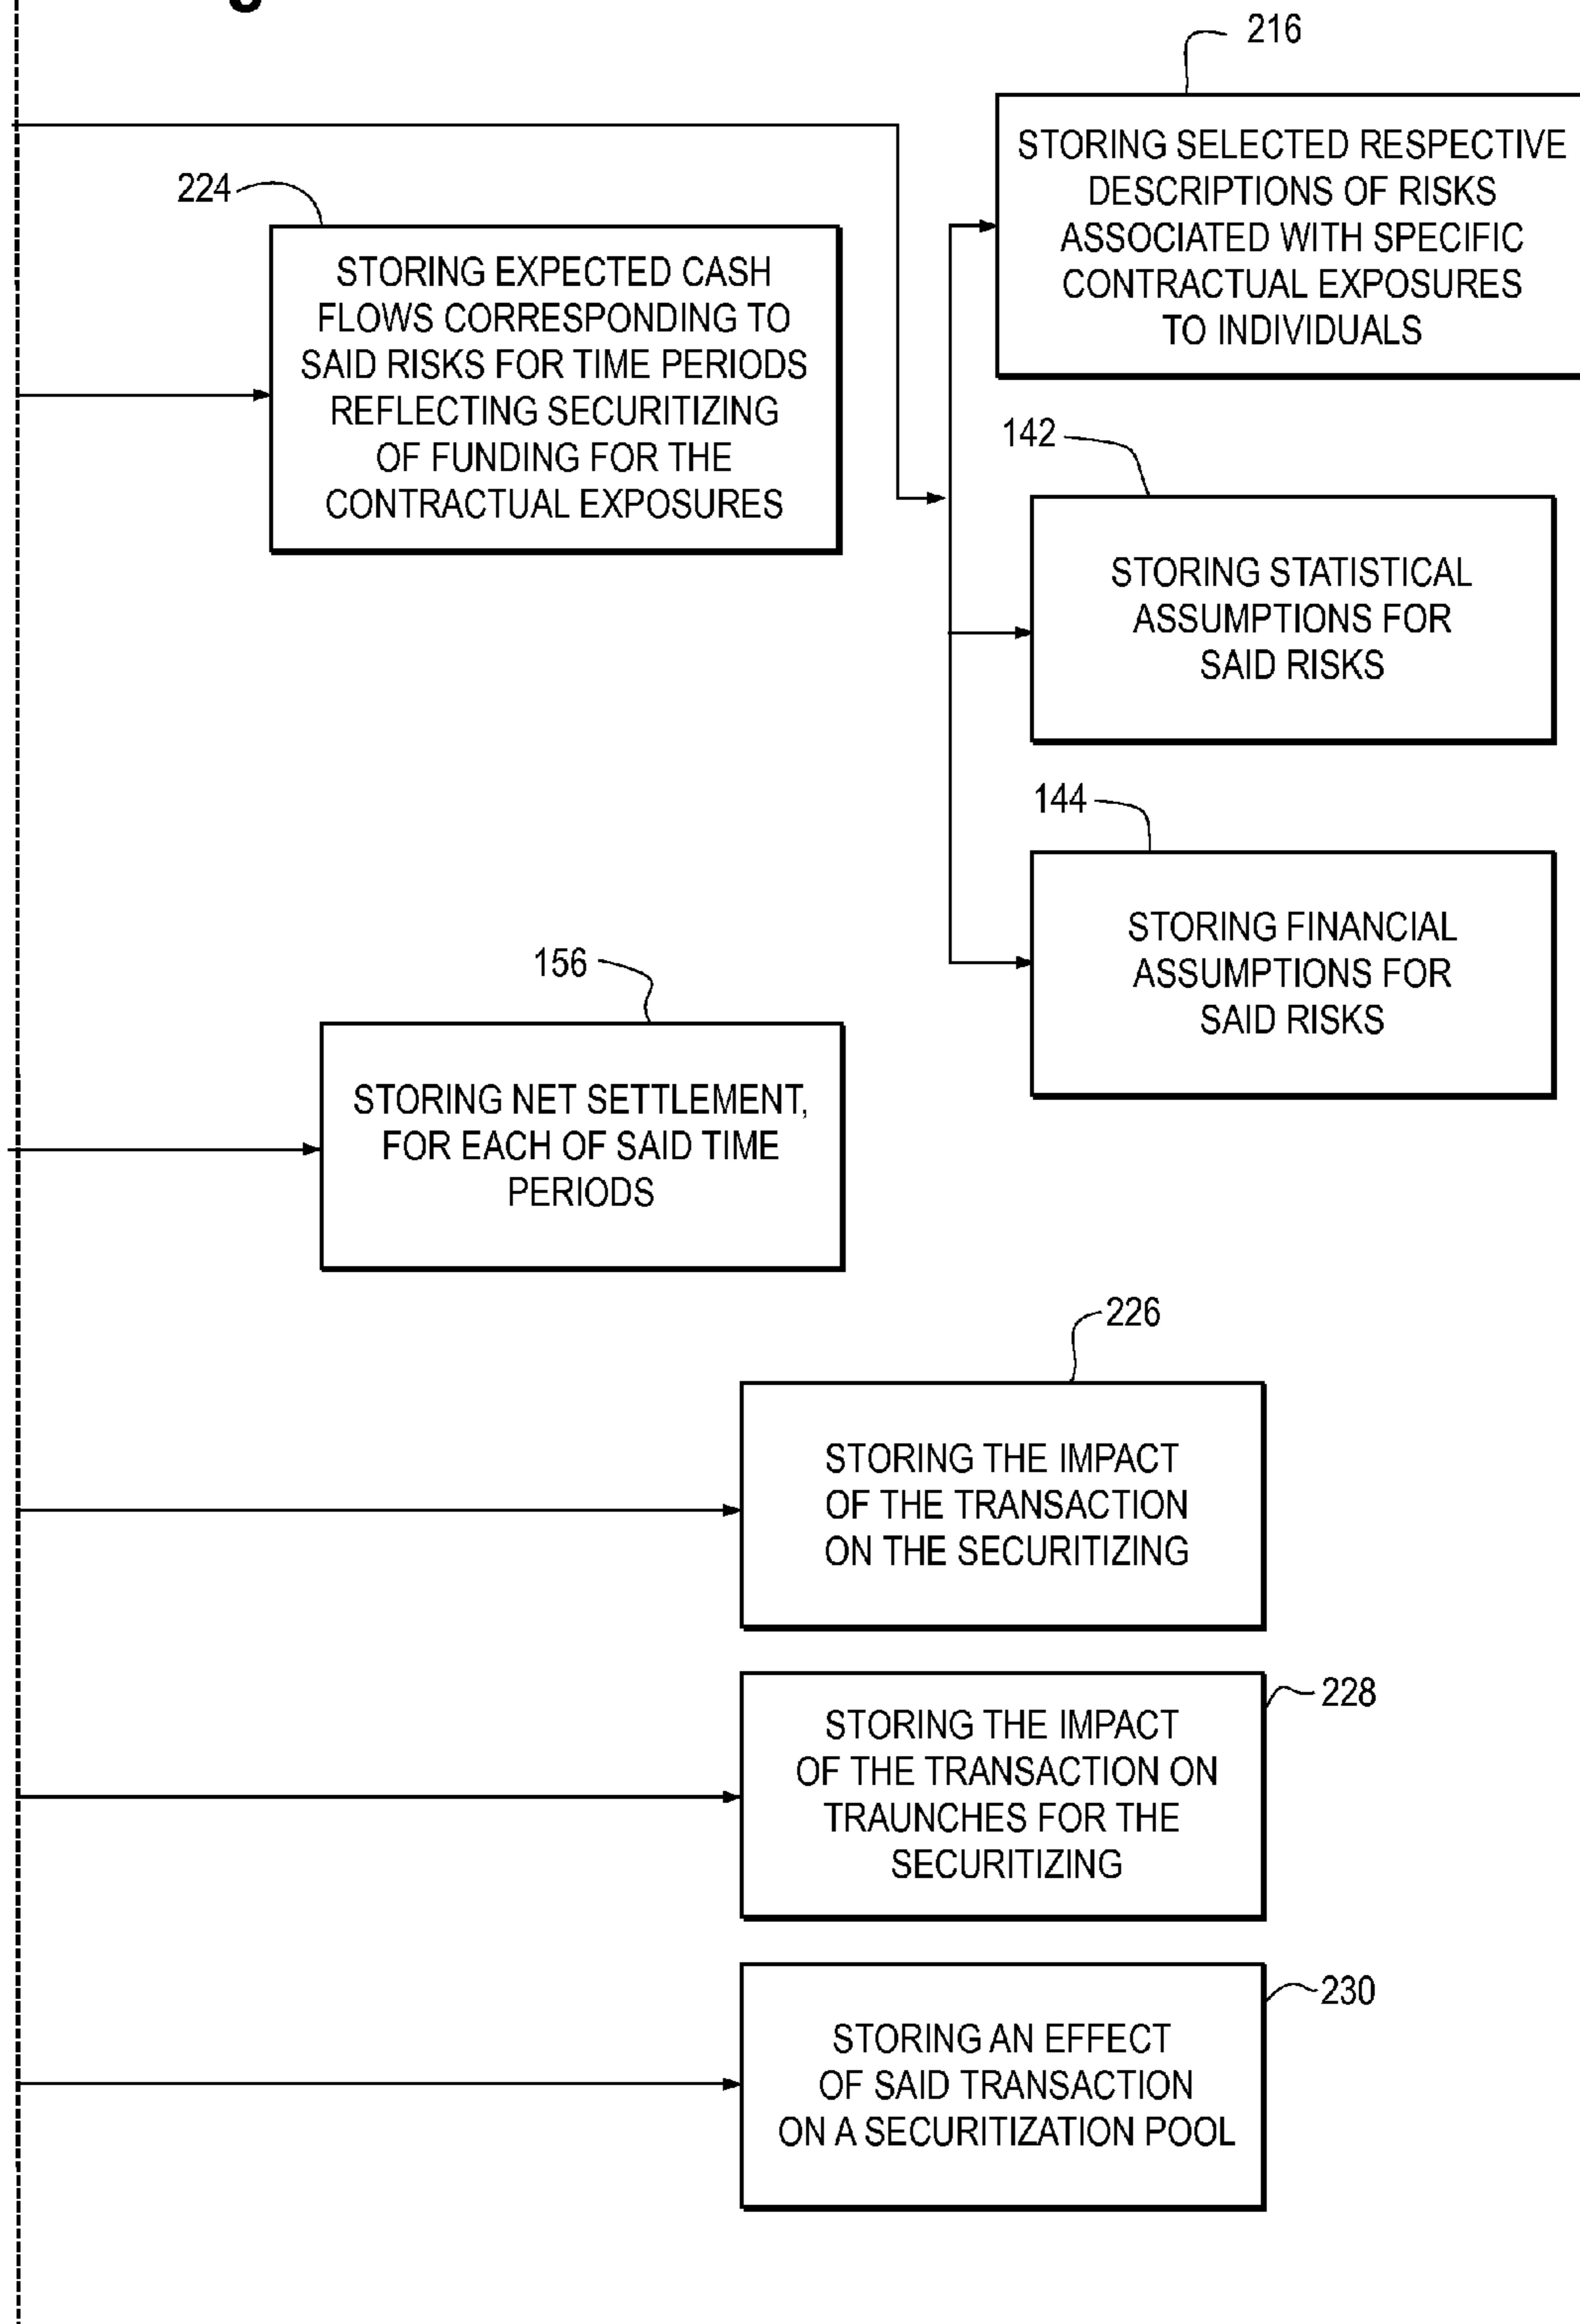 216
STORING SELECTED RESPECTIVE
DESCRIPTIONS OF RISKS
ASSOCIATED WITH SPECIFIC
CONTRACTUAL EXPOSURES
TO INDIVIDUALS
224
STORING EXPECTED CASH
FLOWS CORRESPONDING TO
SAID RISKS FOR TIME PERIODS
REFLECTING SECURITIZING
OF FUNDING FOR THE
CONTRACTUAL EXPOSURES
142
STORING STATISTICAL
ASSUMPTIONS FOR
SAID RISKS
144
STORING FINANCIAL
ASSUMPTIONS FOR
SAID RISKS
156
STORING NET SETTLEMENT,
FOR EACH OF SAID TIME
PERIODS
226
STORING THE IMPACT
OF THE TRANSACTION
ON THE SECURITIZING
228
STORING THE IMPACT
OF THE TRANSACTION ON
TRAUNCHES FOR THE
SECURITIZING
230
STORING AN EFFECT
OF SAID TRANSACTION
ON A SECURITIZATION POOL